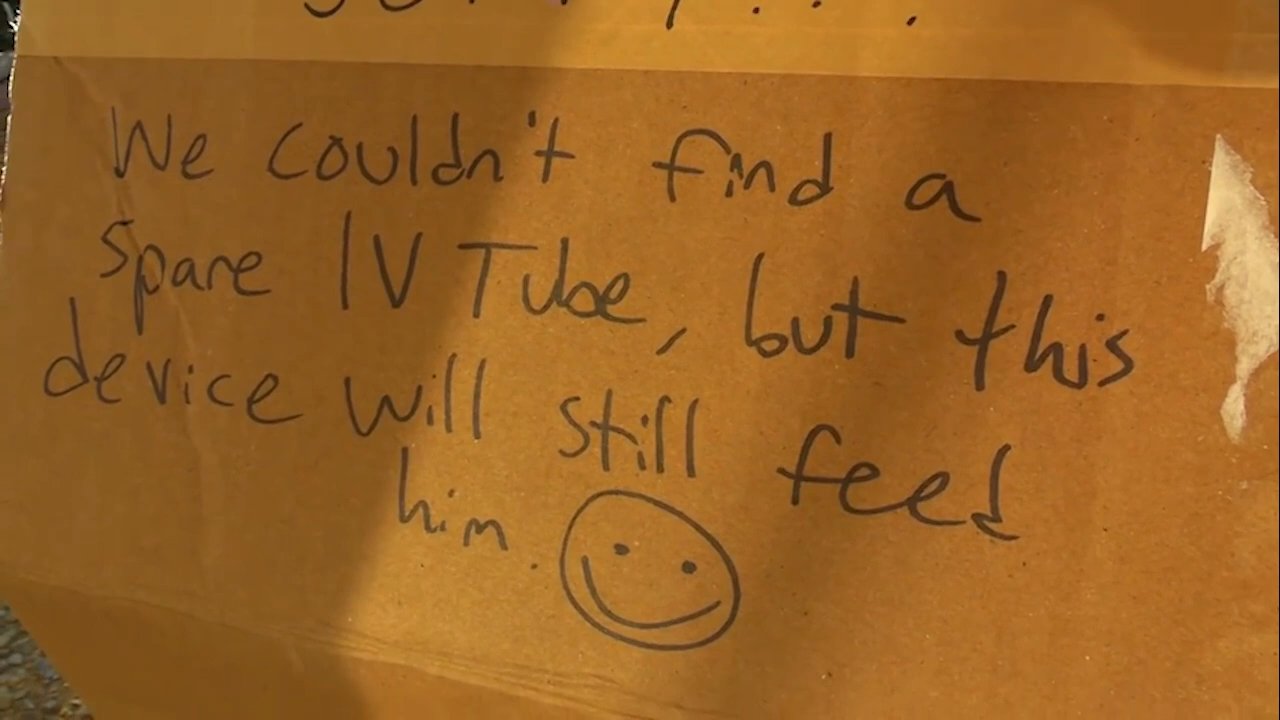 We couldn't find a
Spare IV Tube, but this
device will still feed
him.